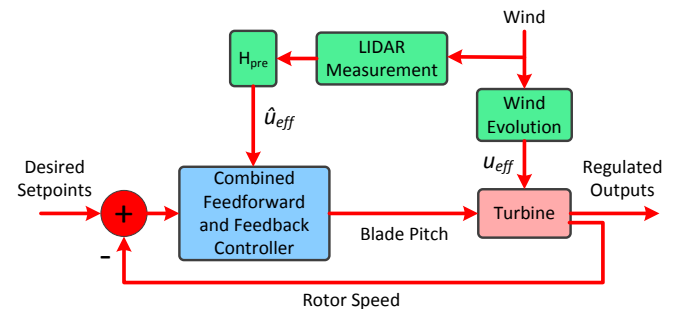 Wind
H_pre
LIDAR
Measurement
Wind
Evolution
û_eff
u_eff
Desired
Setpoints
Regulated
Outputs
+
-
Combined
Feedforward
and Feedback
Controller
Blade Pitch
Turbine
Rotor Speed